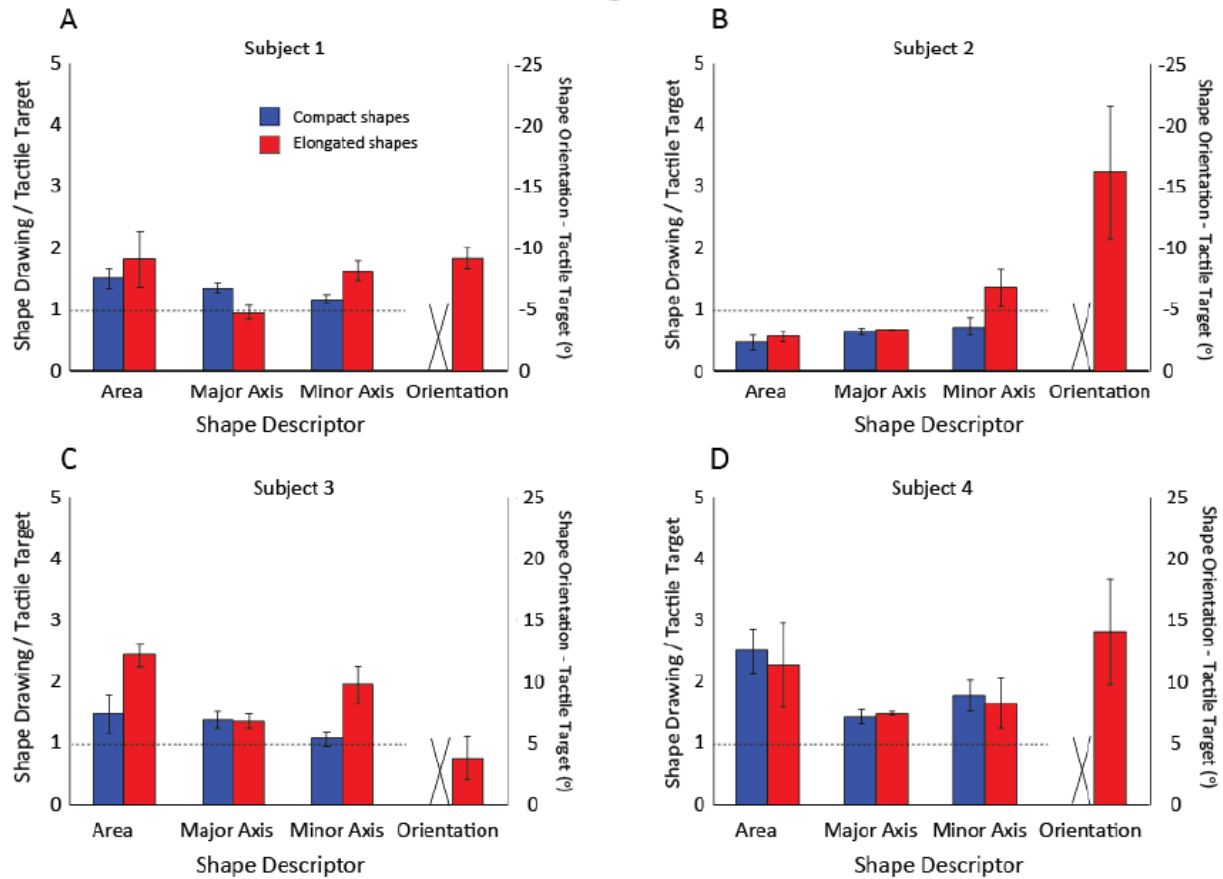 A
Subject 1
5
4
3
2
1
0
Shape Drawing / Tactile Target
Compact shapes
Elongated shapes
-25
-20
-15
-10
-5
0
Shape Orientation - Tactile Target (°)
Area Major Axis Minor Axis Orientation
Shape Descriptor
B
Subject 2
5
4
3
2
1
0
Shape Drawing / Tactile Target
-25
-20
-15
-10
-5
0
Shape Orientation - Tactile Target (°)
Area Major Axis Minor Axis Orientation
Shape Descriptor
C
Subject 3
5
4
3
2
1
0
Shape Drawing / Tactile Target
25
20
15
10
5
0
Shape Orientation - Tactile Target (°)
Area Major Axis Minor Axis Orientation
Shape Descriptor
D
Subject 4
5
4
3
2
1
0
Shape Drawing / Tactile Target
25
20
15
10
5
0
Shape Orientation - Tactile Target (°)
Area Major Axis Minor Axis Orientation
Shape Descriptor